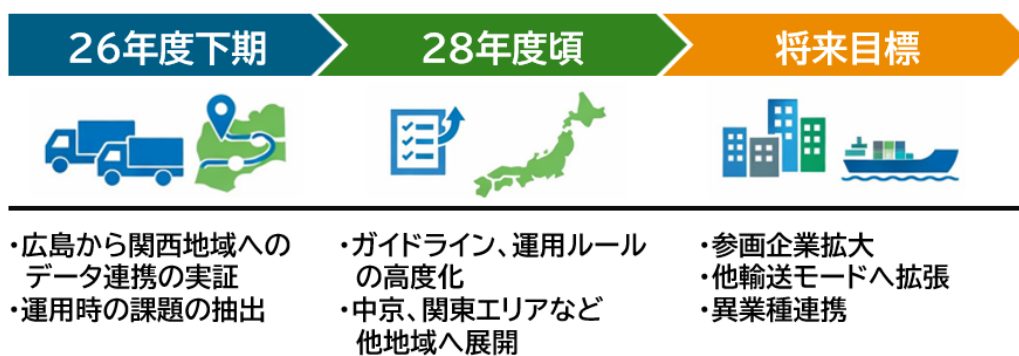 26年度下期
28年度頃
将来目標
・広島から関西地域への
データ連携の実証
・運用時の課題の抽出
・ガイドライン、運用ルール
の高度化
・中京、関東エリアなど
他地域へ展開
・参画企業拡大
・他輸送モードへ拡張
・異業種連携